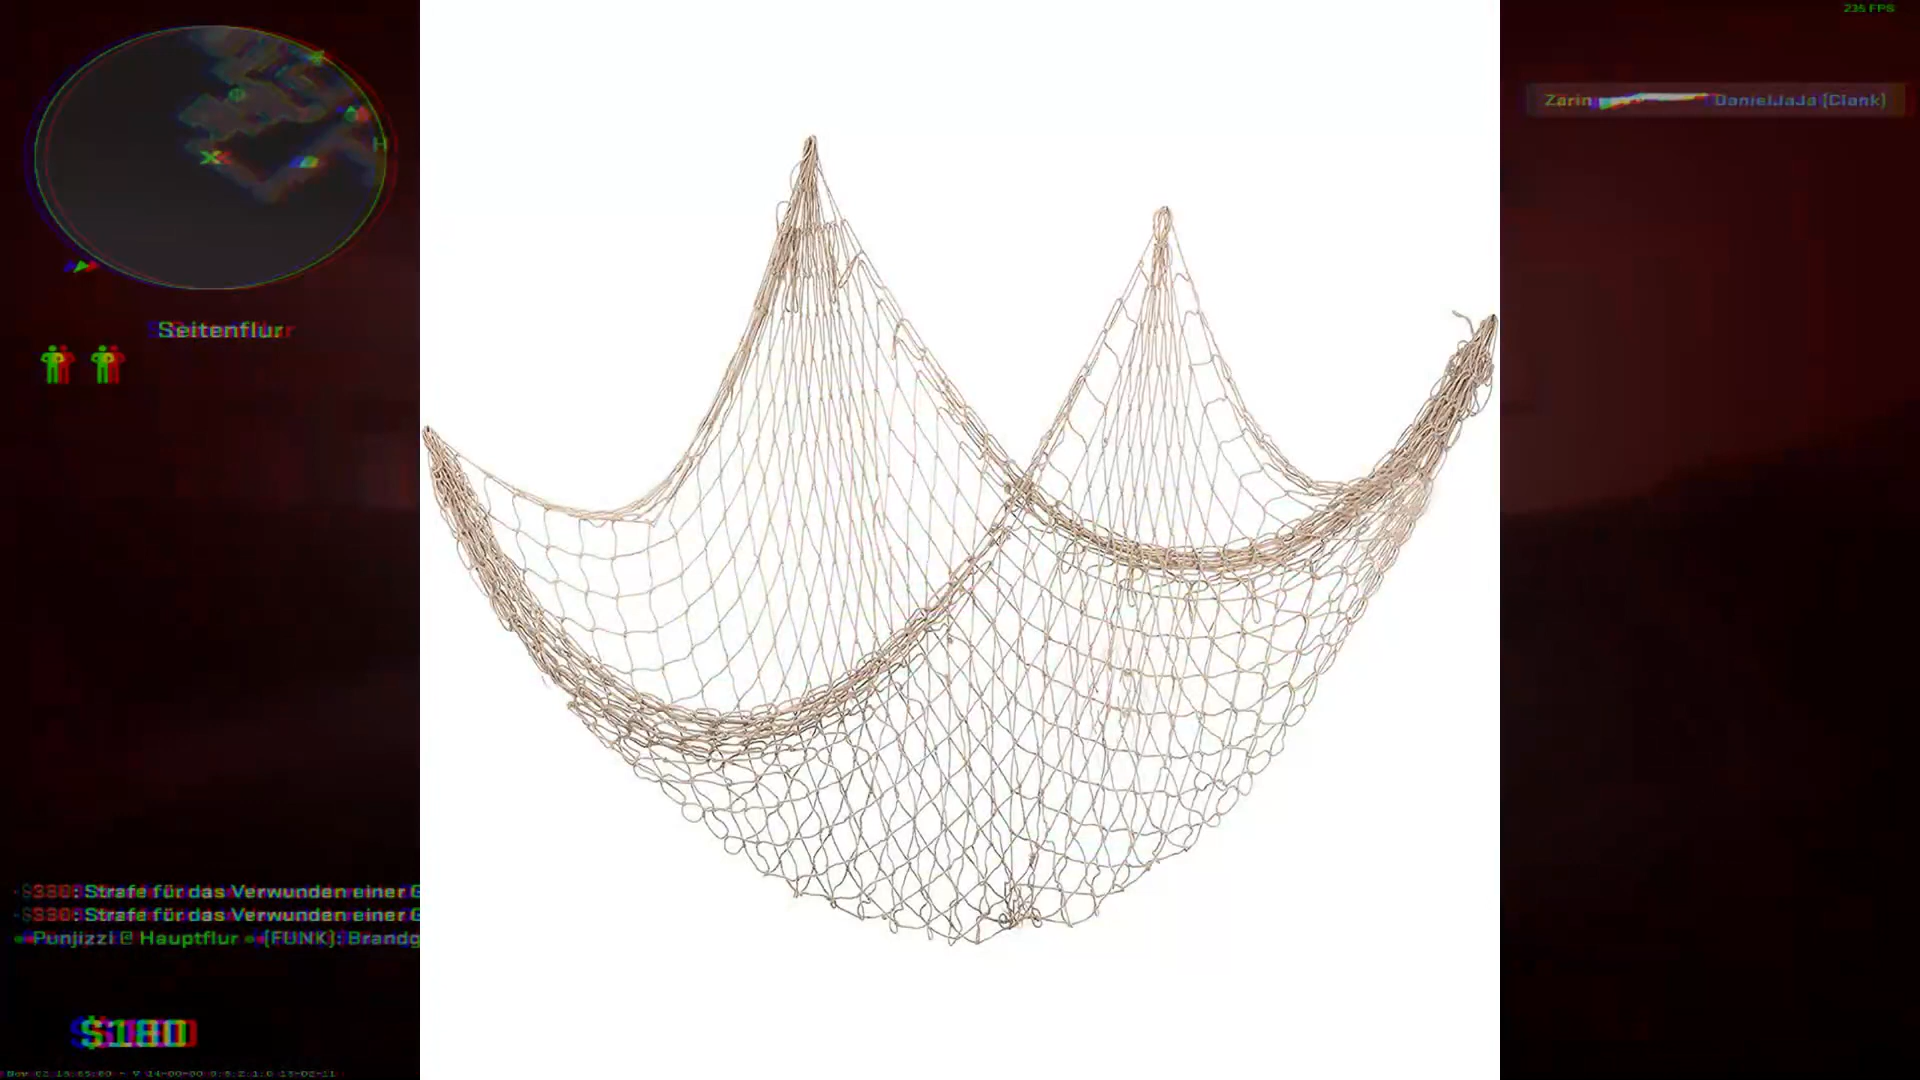 235 FPS
Zarin DanielJaJa (Clank)
Seitenflur
-$380: Strafe für das Verwunden einer G
-$330: Strafe für das Verwunden einer G
Punjizzi @ Hauptflur (FUNK): Brandg
$180